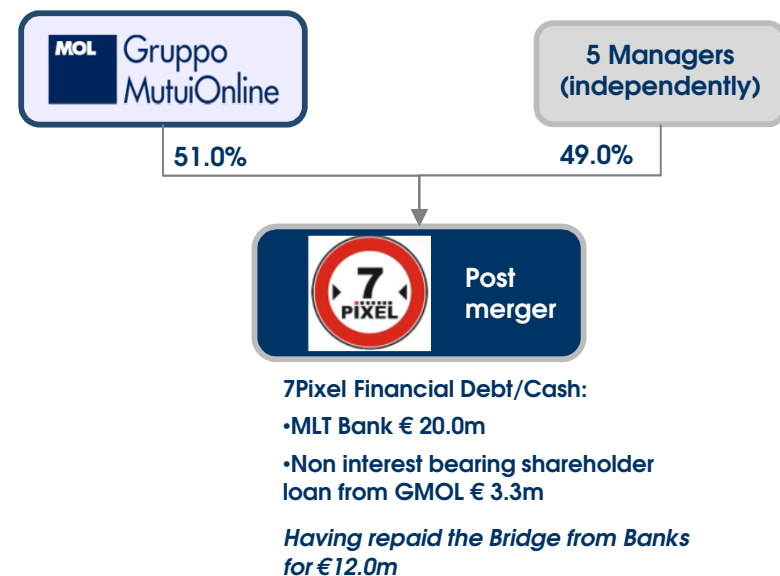 MOL Gruppo
MutuiOnline
5 Managers
(independently)
51.0%
49.0%
7
PIXEL
Post
merger
7Pixel Financial Debt/Cash:
•MLT Bank € 20.0m
•Non interest bearing shareholder
loan from GMOL € 3.3m
Having repaid the Bridge from Banks
for €12.0m